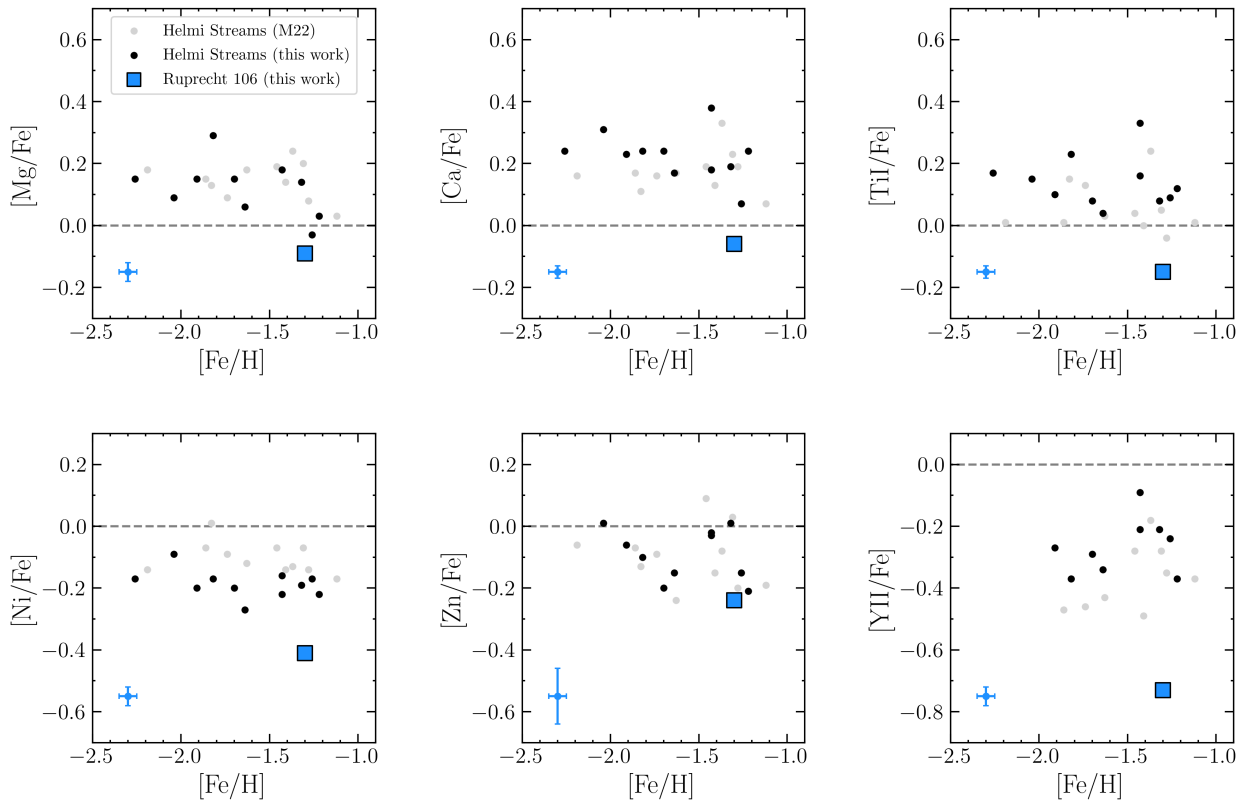 0.6
0.4
0.2
0.0
−0.2
[Mg/Fe]
Helmi Streams (M22)
Helmi Streams (this work)
Ruprecht 106 (this work)
−2.5 −2.0 −1.5 −1.0
[Fe/H]
0.6
0.4
0.2
0.0
−0.2
[Ca/Fe]
−2.5 −2.0 −1.5 −1.0
[Fe/H]
0.6
0.4
0.2
0.0
−0.2
[TiI/Fe]
−2.5 −2.0 −1.5 −1.0
[Fe/H]
0.2
0.0
−0.2
−0.4
−0.6
[Ni/Fe]
−2.5 −2.0 −1.5 −1.0
[Fe/H]
0.2
0.0
−0.2
−0.4
−0.6
[Zn/Fe]
−2.5 −2.0 −1.5 −1.0
[Fe/H]
0.0
−0.2
−0.4
−0.6
−0.8
[YII/Fe]
−2.5 −2.0 −1.5 −1.0
[Fe/H]